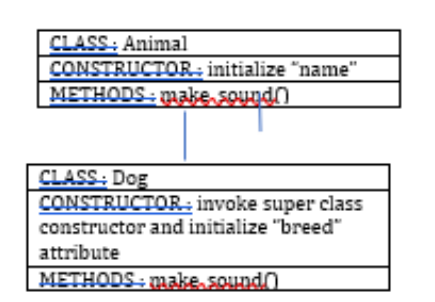 CLASS : Animal
CONSTRUCTOR : initialize “name”
METHODS : make_sound()
CLASS : Dog
CONSTRUCTOR : invoke super class
constructor and initialize “breed”
attribute
METHODS : make_sound()